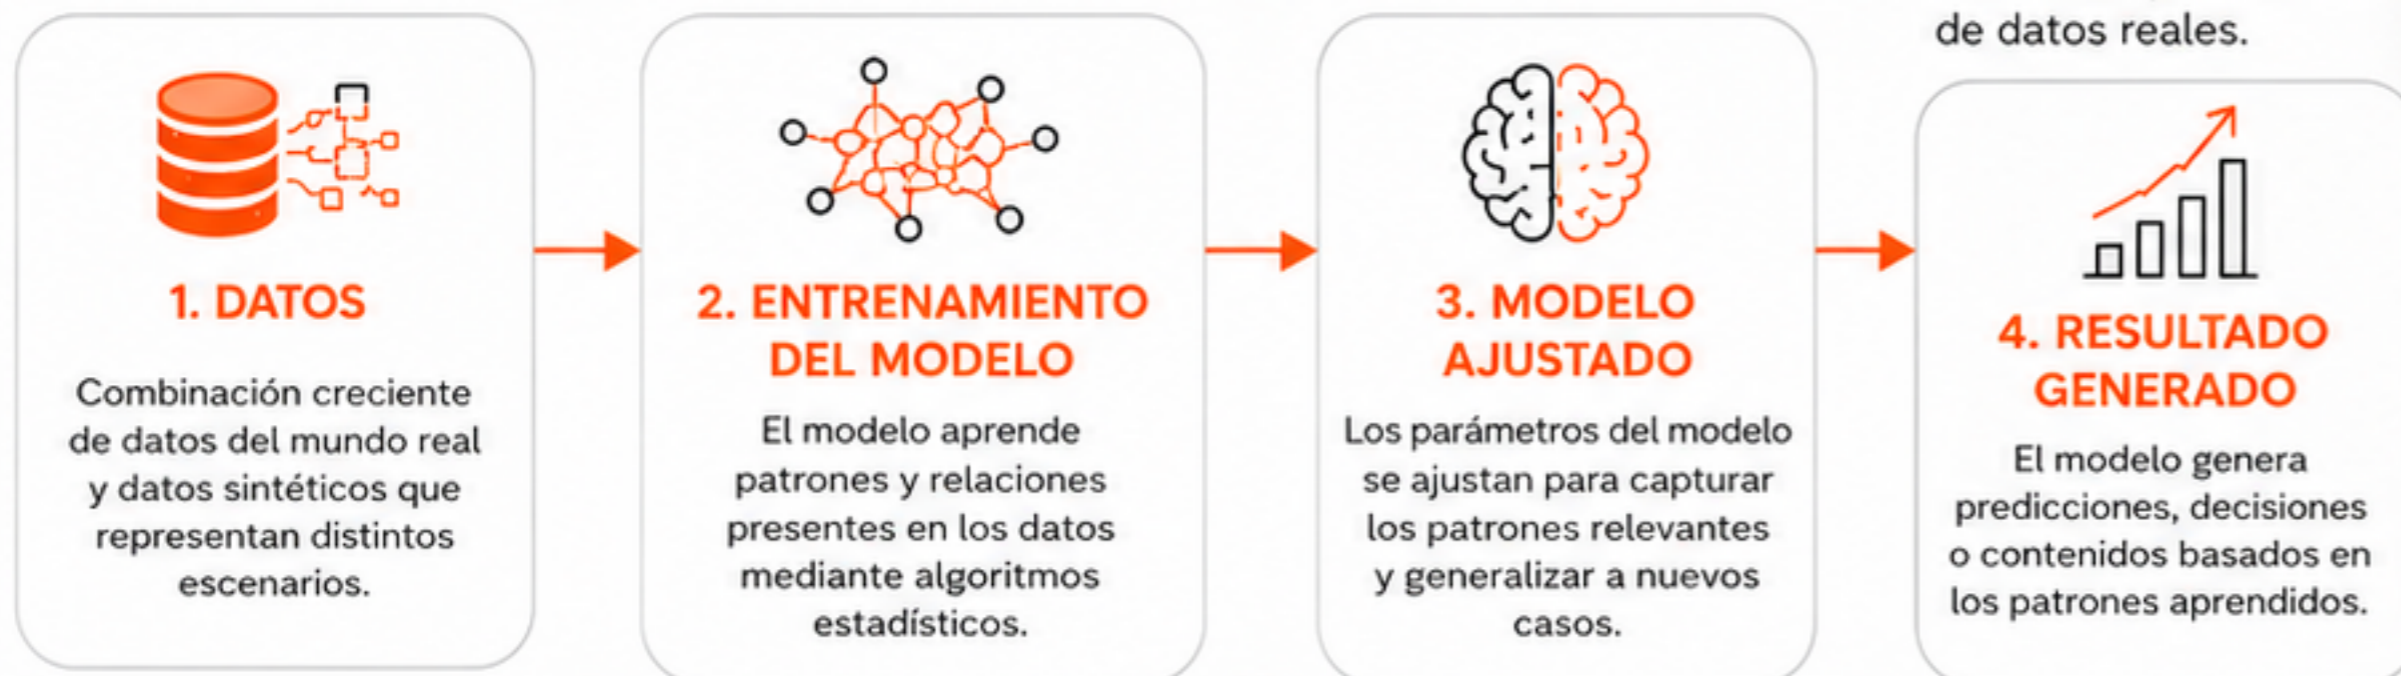 de datos reales.
1. DATOS
Combinación creciente
de datos del mundo real
y datos sintéticos que
representan distintos
escenarios.
2. ENTRENAMIENTO
DEL MODELO
El modelo aprende
patrones y relaciones
presentes en los datos
mediante algoritmos
estadísticos.
3. MODELO
AJUSTADO
Los parámetros del modelo
se ajustan para capturar
los patrones relevantes
y generalizar a nuevos
casos.
4. RESULTADO
GENERADO
El modelo genera
predicciones, decisiones
o contenidos basados en
los patrones aprendidos.